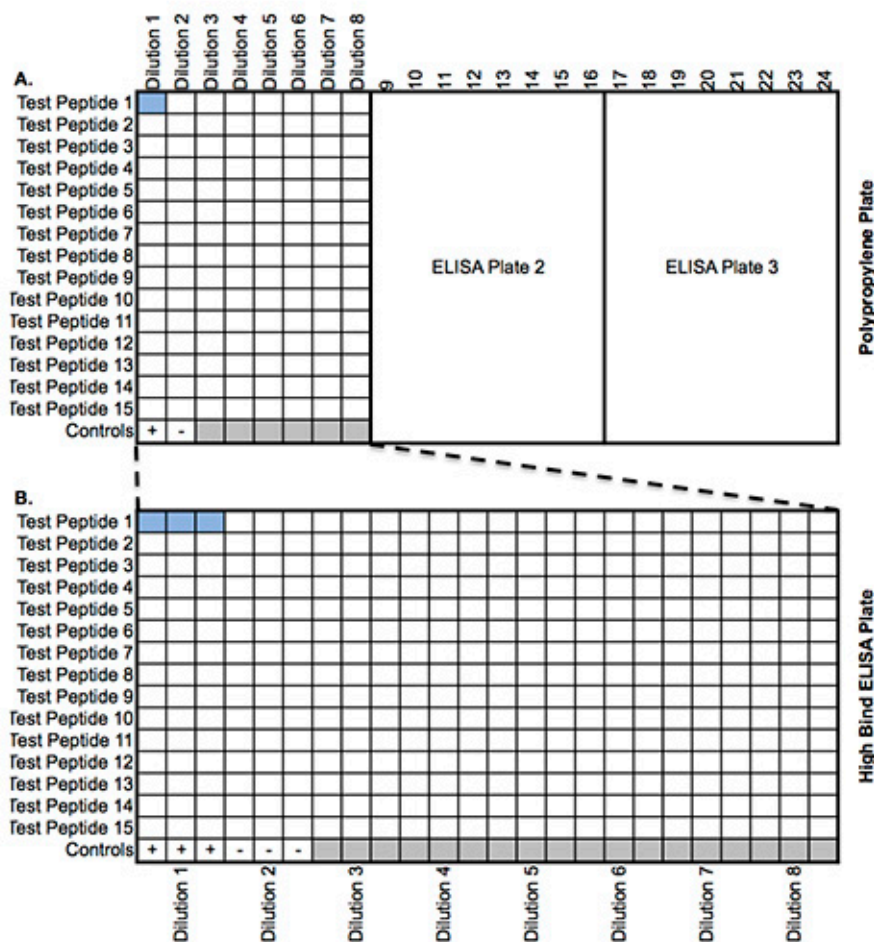 A.
Dilution 1
Dilution 2
Dilution 3
Dilution 4
Dilution 5
Dilution 6
Dilution 7
Dilution 8
9
10
11
12
13
14
15
16
17
18
19
20
21
22
23
24
Test Peptide 1
Test Peptide 2
Test Peptide 3
Test Peptide 4
Test Peptide 5
Test Peptide 6
Test Peptide 7
Test Peptide 8
Test Peptide 9
Test Peptide 10
Test Peptide 11
Test Peptide 12
Test Peptide 13
Test Peptide 14
Test Peptide 15
Controls + -
ELISA Plate 2
ELISA Plate 3
Polypropylene Plate
B.
Test Peptide 1
Test Peptide 2
Test Peptide 3
Test Peptide 4
Test Peptide 5
Test Peptide 6
Test Peptide 7
Test Peptide 8
Test Peptide 9
Test Peptide 10
Test Peptide 11
Test Peptide 12
Test Peptide 13
Test Peptide 14
Test Peptide 15
Controls + + + - - -
Dilution 1
Dilution 2
Dilution 3
Dilution 4
Dilution 5
Dilution 6
Dilution 7
Dilution 8
High Bind ELISA Plate